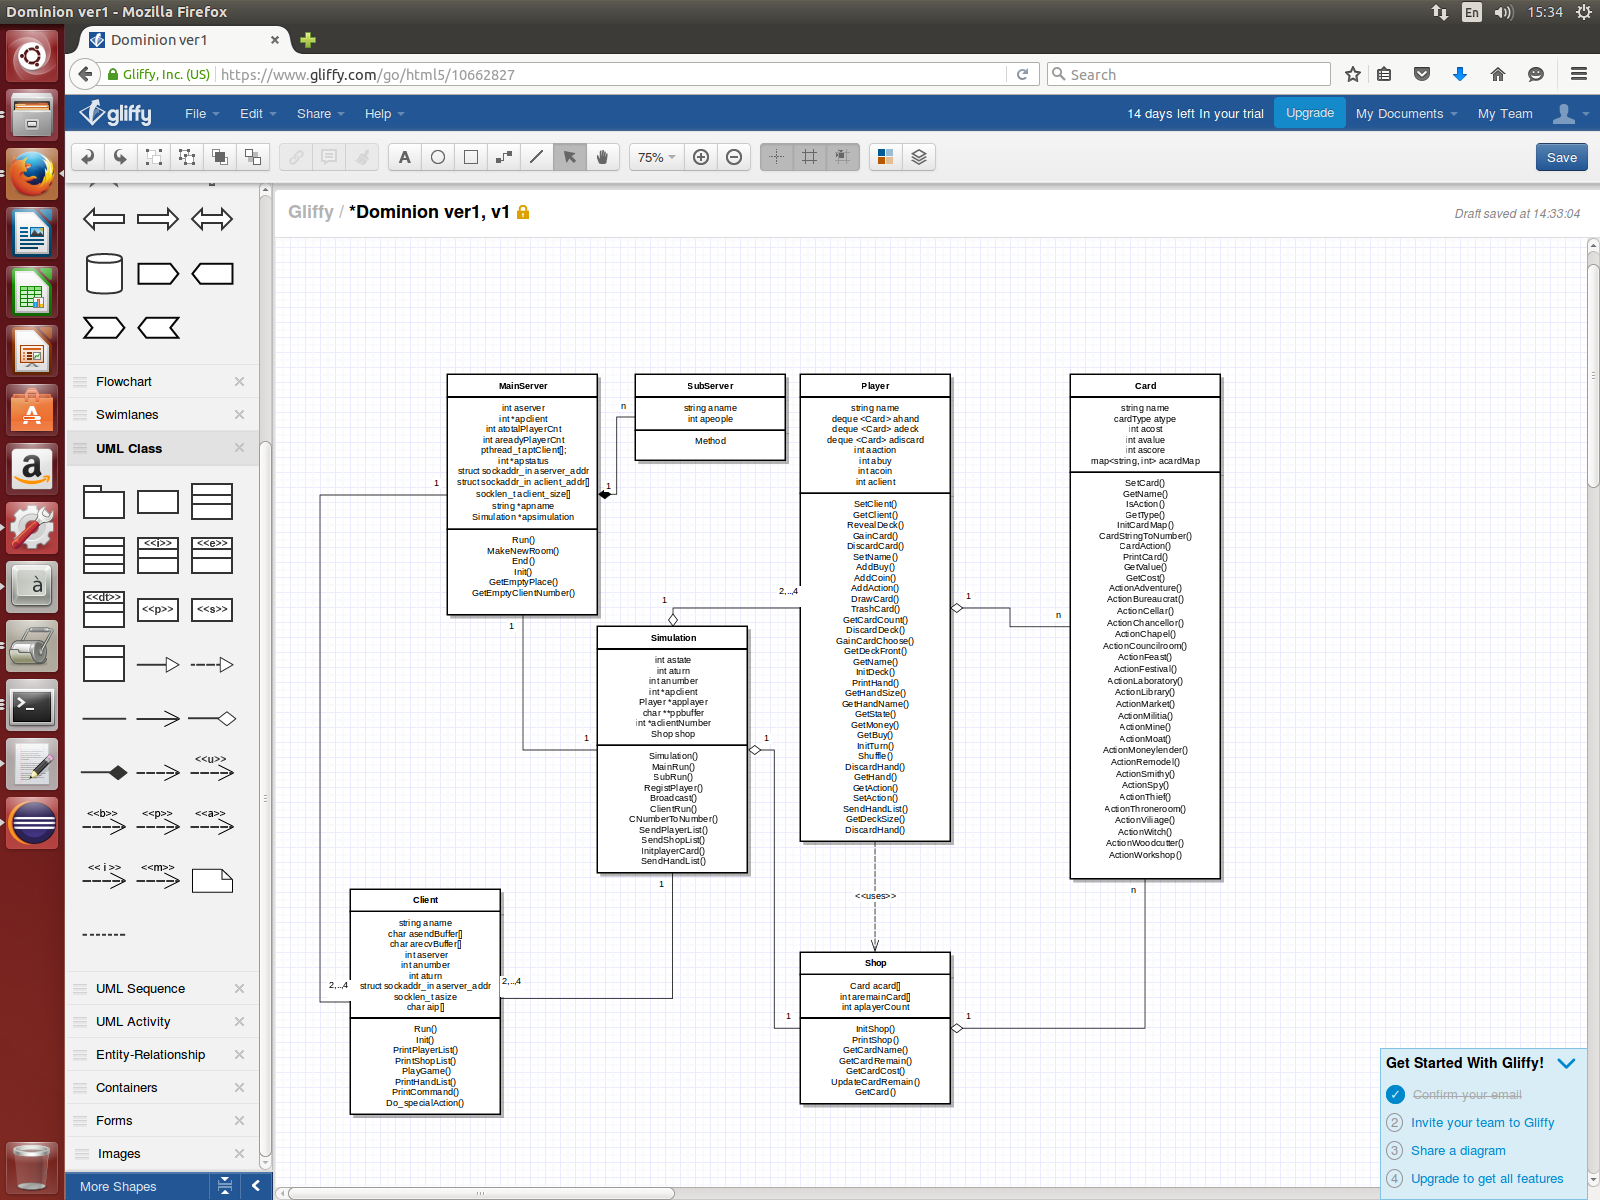 Dominion ver1 - Mozilla Firefox
En
15:34
Dominion ver1
Gliffy, Inc. (US)
https://www.gliffy.com/go/html5/10662827
Search
gliffy
File
Edit
Share
Help
14 days left In your trial
Upgrade
My Documents
My Team
A
75%
Save
Gliffy / *Dominion ver1, v1
Draft saved at 14:33:04
Flowchart
Swimlanes
UML Class
<<i>>
<<e>>
<<dt>>
<<p>>
<<s>>
<<u>>
<<b>>
<<p>>
<<a>>
<< i >>
<<m>>
UML Sequence
UML Activity
Entity-Relationship
Containers
Forms
Images
More Shapes
MainServer
int aserver
int *apclient
int atotalPlayerCnt
int areadyPlayerCnt
pthread_t aptClient[];
int *apstatus
struct sockaddr_in aserver_addr
struct sockaddr_in aclient_addr[]
socklen_t aclient_size[]
string *apname
Simulation *apsimulation
Run()
MakeNewRoom()
End()
Init()
GetEmptyPlace()
GetEmptyClientNumber()
SubServer
string aname
int apeople
Method
n
1
1
1
1
Simulation
int astate
int aturn
int anumber
int *apclient
Player *applayer
char **ppbuffer
int *aclientNumber
Shop shop
Simulation()
MainRun()
SubRun()
RegistPlayer()
Broadcast()
ClientRun()
CNumberToNumber()
SendPlayerList()
SendShopList()
InitplayerCard()
SendHandList()
1
2,..,4
1
1
Player
string name
deque <Card> ahand
deque <Card> adeck
deque <Card> adiscard
int aaction
int abuy
int acoin
int aclient
SetClient()
GetClient()
RevealDeck()
GainCard()
DiscardCard()
SetName()
AddBuy()
AddCoin()
AddAction()
DrawCard()
TrashCard()
GetCardCount()
DiscardDeck()
GainCardChoose()
GetDeckFront()
GetName()
InitDeck()
PrintHand()
GetHandSize()
GetHandName()
GetState()
GetMoney()
GetBuy()
InitTurn()
Shuffle()
DiscardHand()
GetHand()
GetAction()
SetAction()
SendHandList()
GetDeckSize()
DiscardHand()
1
n
Card
string name
cardType atype
int acost
int avalue
int ascore
map<string, int> acardMap
SetCard()
GetName()
IsAction()
GetType()
InitCardMap()
CardStringToNumber()
CardAction()
PrintCard()
GetValue()
GetCost()
ActionAdventure()
ActionBureaucrat()
ActionCellar()
ActionChancellor()
ActionChapel()
ActionCouncilroom()
ActionFeast()
ActionFestival()
ActionLaboratory()
ActionLibrary()
ActionMarket()
ActionMilitia()
ActionMine()
ActionMoat()
ActionMoneylender()
ActionRemodel()
ActionSmithy()
ActionSpy()
ActionThief()
ActionThroneroom()
ActionViliage()
ActionWitch()
ActionWoodcutter()
ActionWorkshop()
n
<<uses>>
Client
string aname
char asendBuffer[]
char arecvBuffer[]
int aserver
int anumber
int aturn
struct sockaddr_in aserver_addr
socklen_t asize
char aip[]
Run()
Init()
PrintPlayerList()
PrintShopList()
PlayGame()
PrintHandList()
PrintCommand()
Do_specialAction()
2,..,4
2,..,4
Shop
Card acard[]
int aremainCard[]
int aplayerCount
InitShop()
PrintShop()
GetCardName()
GetCardRemain()
GetCardCost()
UpdateCardRemain()
GetCard()
1
1
Get Started With Gliffy!
Confirm your email
2 Invite your team to Gliffy
3 Share a diagram
4 Upgrade to get all features